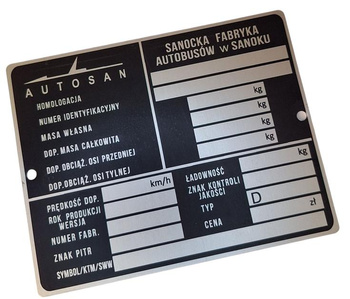 AUTOSAN
SANOCKA FABRYKA
AUTOBUSÓW W SANOKU
HOMOLOGACJA
NUMER IDENTYFIKACYJNY
MASA WŁASNA kg
DOP. MASA CAŁKOWITA kg
DOP. OBCIĄŻ. OSI PRZEDNIEJ kg
DOP. OBCIĄŻ. OSI TYLNEJ kg
PRĘDKOŚĆ DOP. km/h
ROK PRODUKCJI
WERSJA
NUMER FABR.
ZNAK PITR
SYMBOL/KTM/SWW
ŁADOWNOŚĆ kg
ZNAK KONTROLI
JAKOŚCI
TYP D
CENA zł